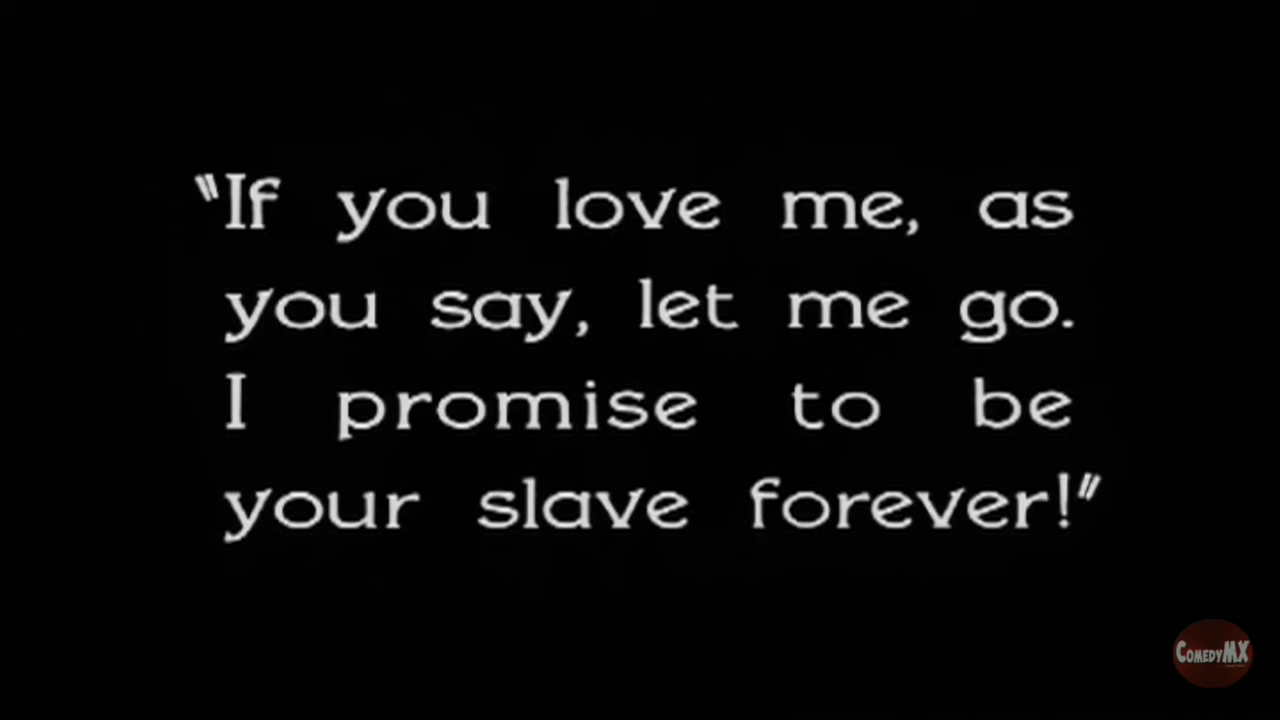 "If you love me, as
you say, let me go.
I promise to be
your slave forever!"
COMEDYMX